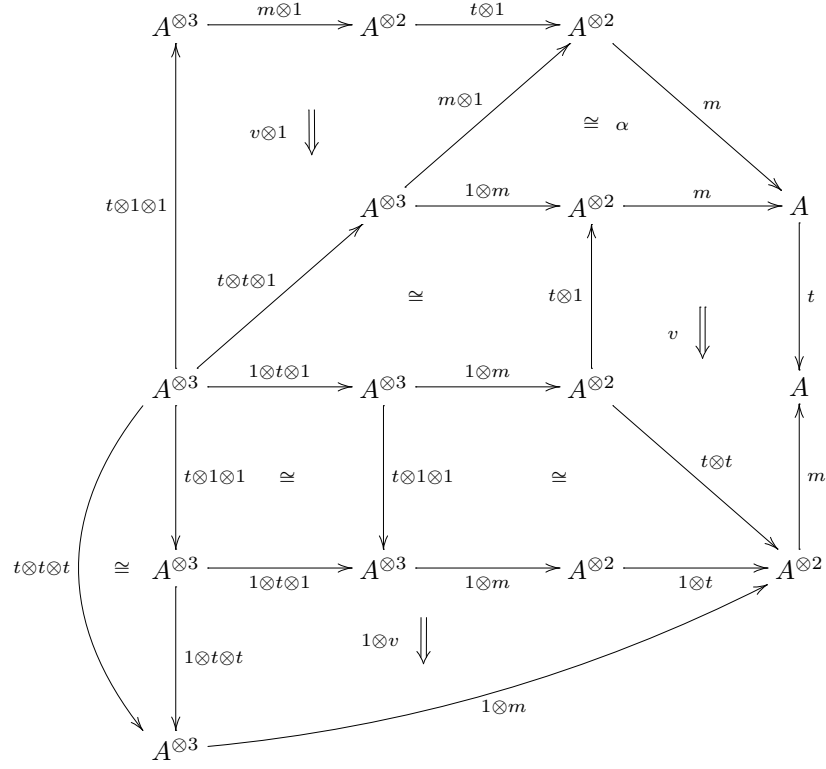 A⊗3 m⊗1 A⊗2 t⊗1 A⊗2
m⊗1 m
v⊗1 ≅ α
t⊗1⊗1 A⊗3 1⊗m A⊗2 m A
t⊗t⊗1 ≅ t⊗1 v t
A⊗3 1⊗t⊗1 A⊗3 1⊗m A⊗2 A
t⊗t
t⊗1⊗1 ≅ t⊗1⊗1 ≅ m
t⊗t⊗t ≅ A⊗3 1⊗t⊗1 A⊗3 1⊗m A⊗2 1⊗t A⊗2
1⊗v
1⊗t⊗t
1⊗m
A⊗3